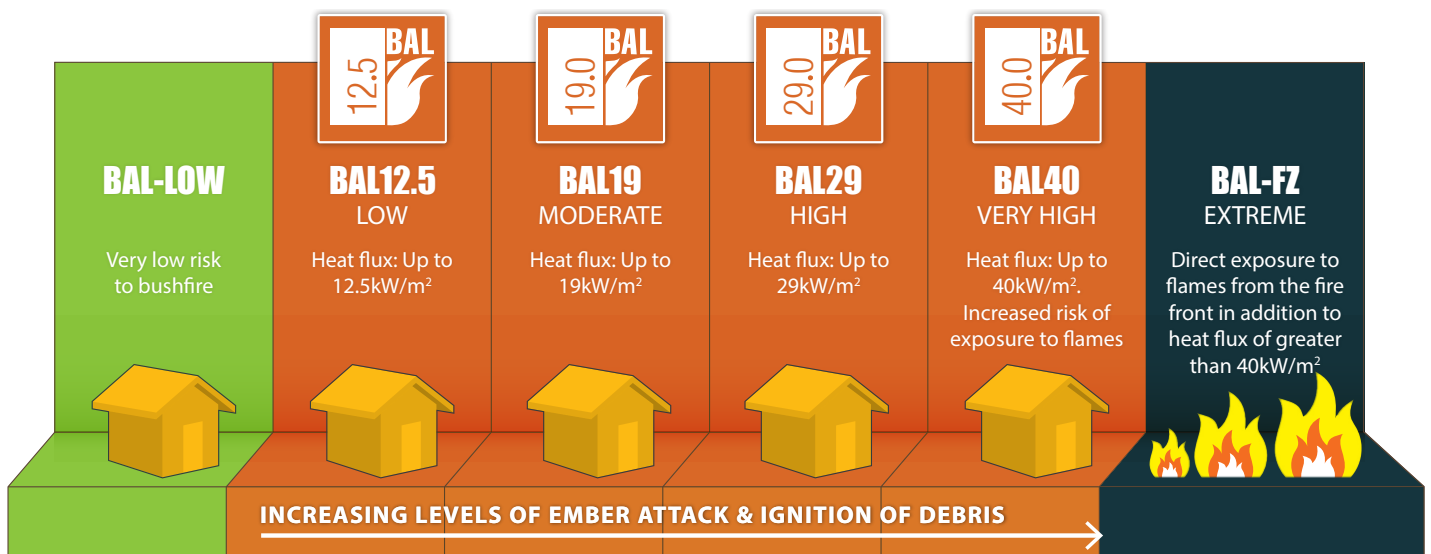 BAL
12.5
BAL
19.0
BAL
29.0
BAL
40.0
BAL-LOW
Very low risk
to bushfire
BAL12.5
LOW
Heat flux: Up to
12.5kW/m²
BAL19
MODERATE
Heat flux: Up to
19kW/m²
BAL29
HIGH
Heat flux: Up to
29kW/m²
BAL40
VERY HIGH
Heat flux: Up to
40kW/m².
Increased risk of
exposure to flames
BAL-FZ
EXTREME
Direct exposure to
flames from the fire
front in addition to
heat flux of greater
than 40kW/m²
INCREASING LEVELS OF EMBER ATTACK & IGNITION OF DEBRIS